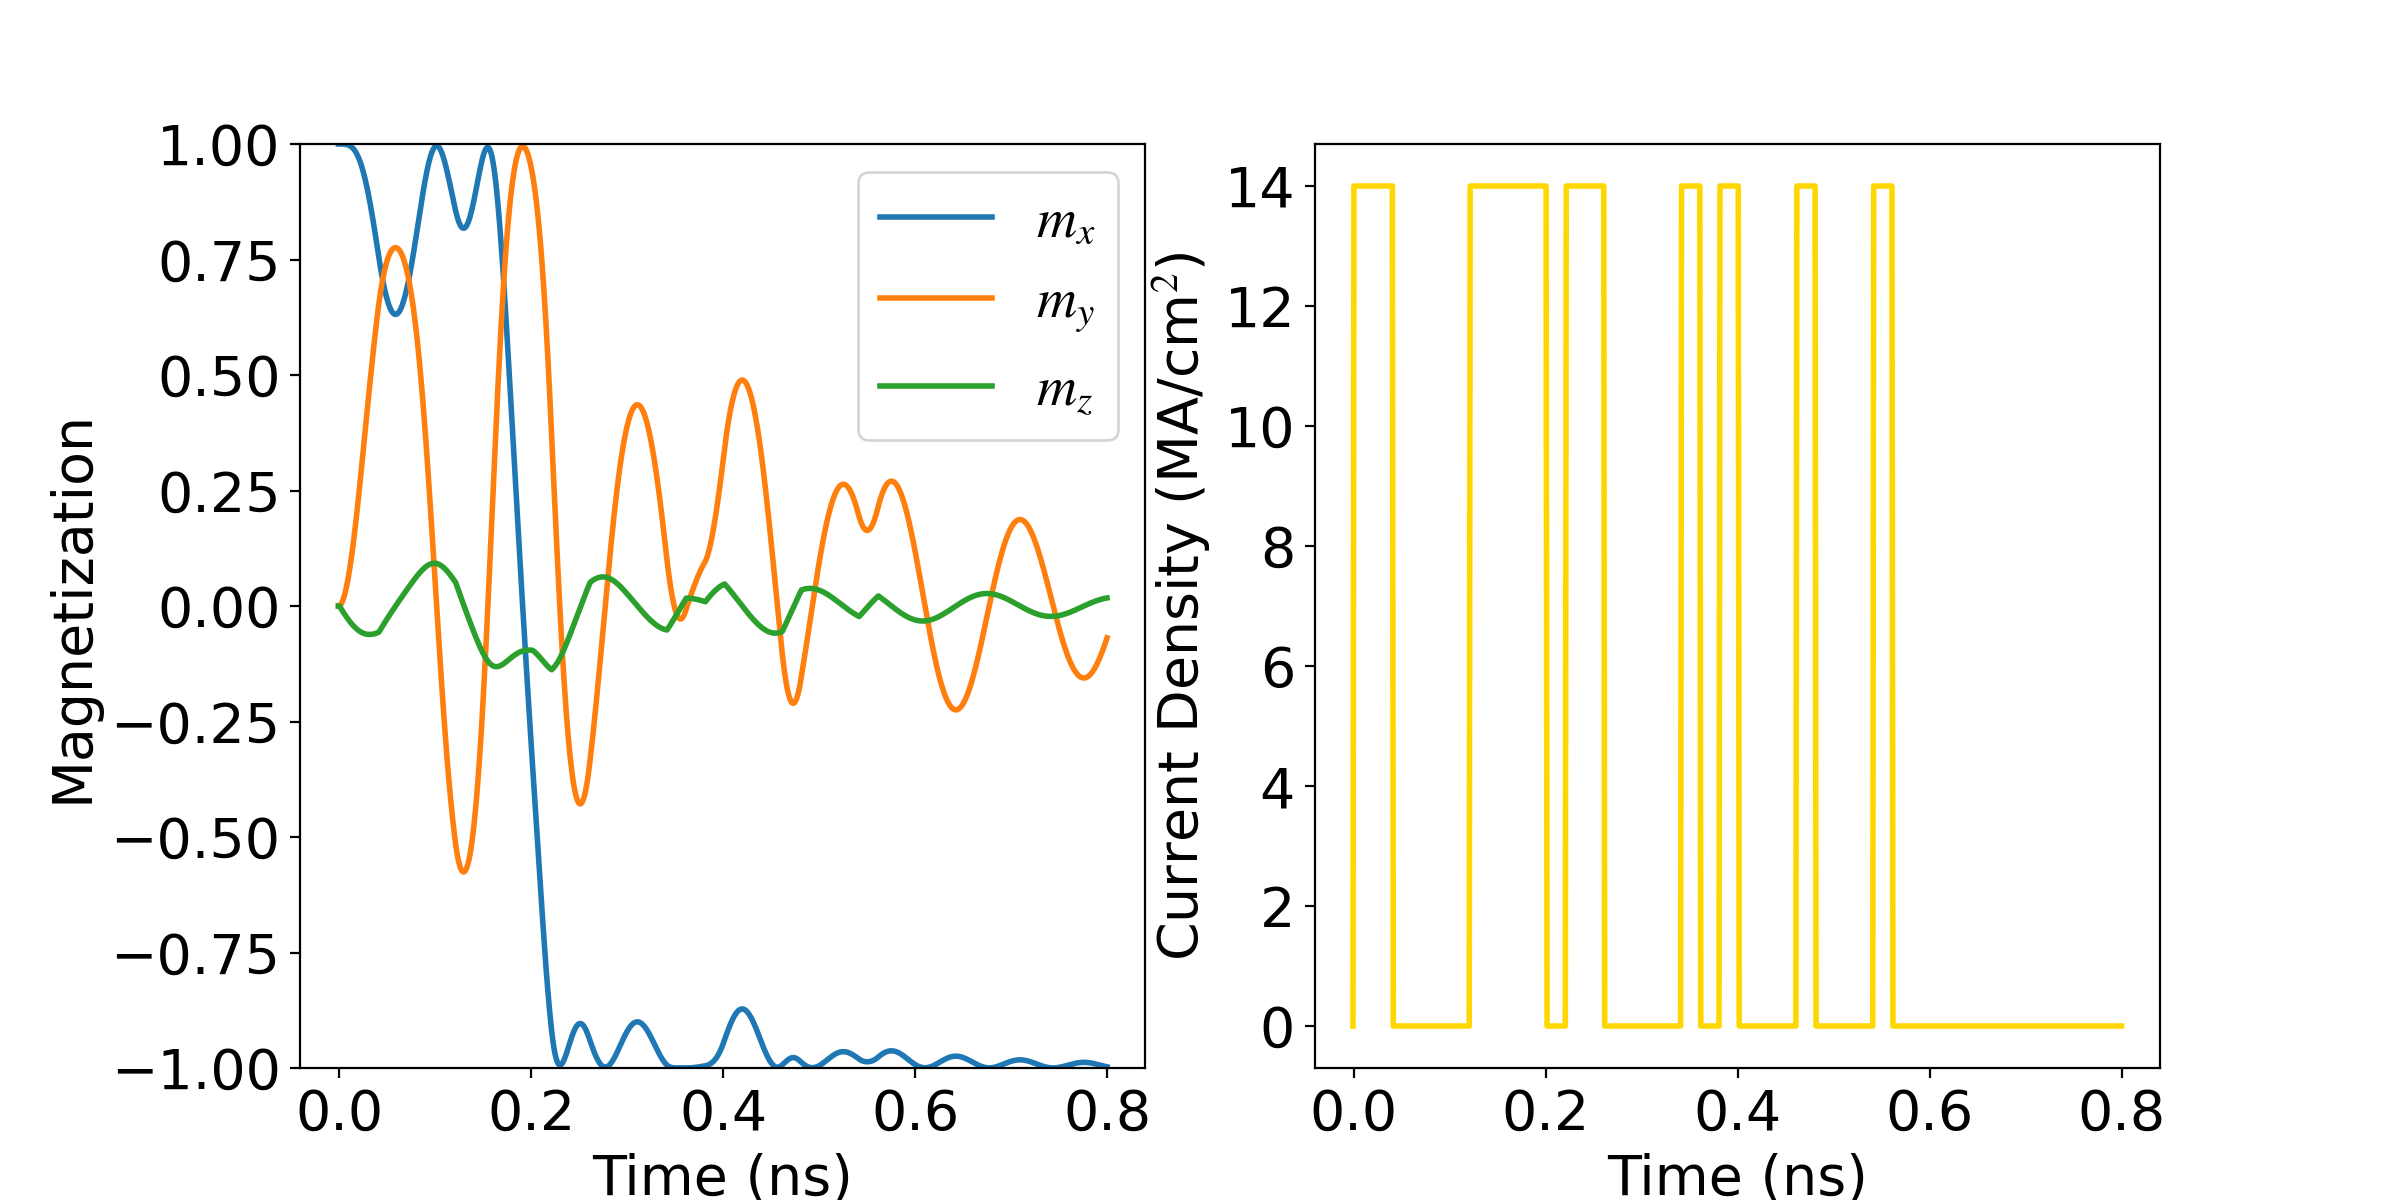 Magnetization
1.00
0.75
0.50
0.25
0.00
−0.25
−0.50
−0.75
−1.00
0.0 0.2 0.4 0.6 0.8
Time (ns)
m_x
m_y
m_z
Current Density (MA/cm²)
14
12
10
8
6
4
2
0
0.0 0.2 0.4 0.6 0.8
Time (ns)